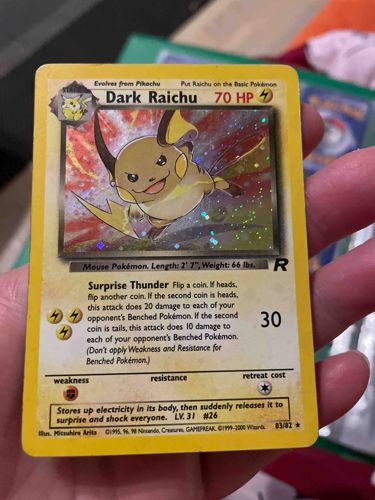 Evolves from Pikachu Put Raichu on the Basic Pokémon
Dark Raichu 70 HP
Mouse Pokémon. Length: 2' 7", Weight: 66 lbs.
R
Surprise Thunder Flip a coin. If heads,
flip another coin. If the second coin is heads,
this attack does 20 damage to each of your
opponent's Benched Pokémon. If the second
coin is tails, this attack does 10 damage to
each of your opponent's Benched Pokémon.
(Don't apply Weakness and Resistance for
Benched Pokémon.)
30
weakness resistance retreat cost
Stores up electricity in its body, then suddenly releases it to
surprise and shock everyone. LV. 31 #26
Illus. Mitsuhiro Arita ©1995, 96, 98 Nintendo, Creatures, GAMEFREAK. ©1999-2000 Wizards. 83/82 ★